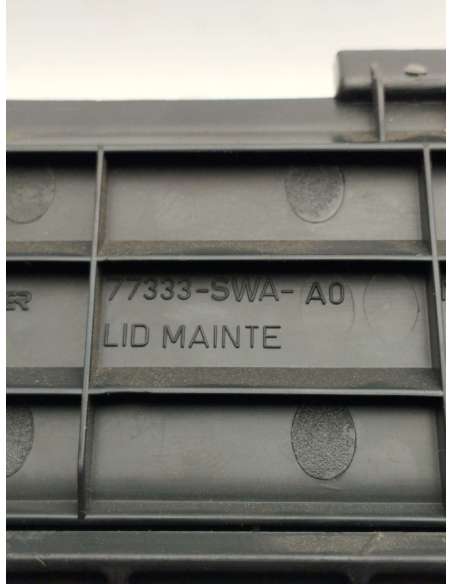 77333-SWA- A0
LID MAINTE